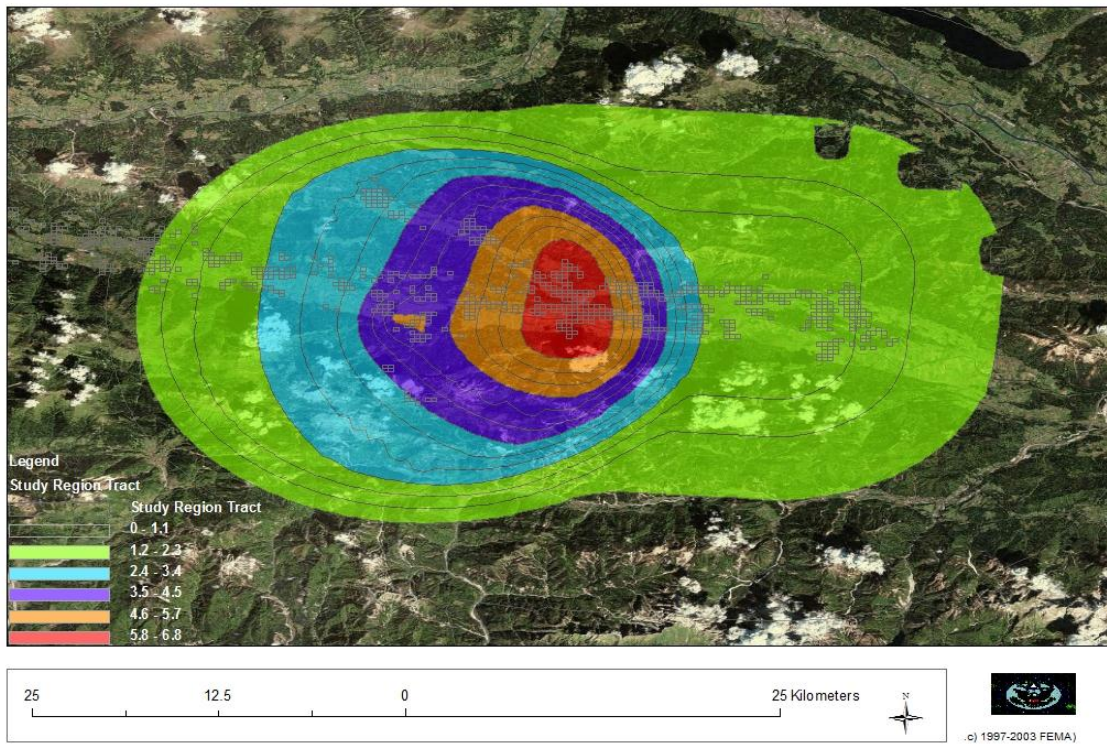 Legend
Study Region Tract
Study Region Tract
0 - 1.1
1.2 - 2.3
2.4 - 3.4
3.5 - 4.5
4.6 - 5.7
5.8 - 6.8
25 12.5 0 25 Kilometers
N
.c) 1997-2003 FEMA)